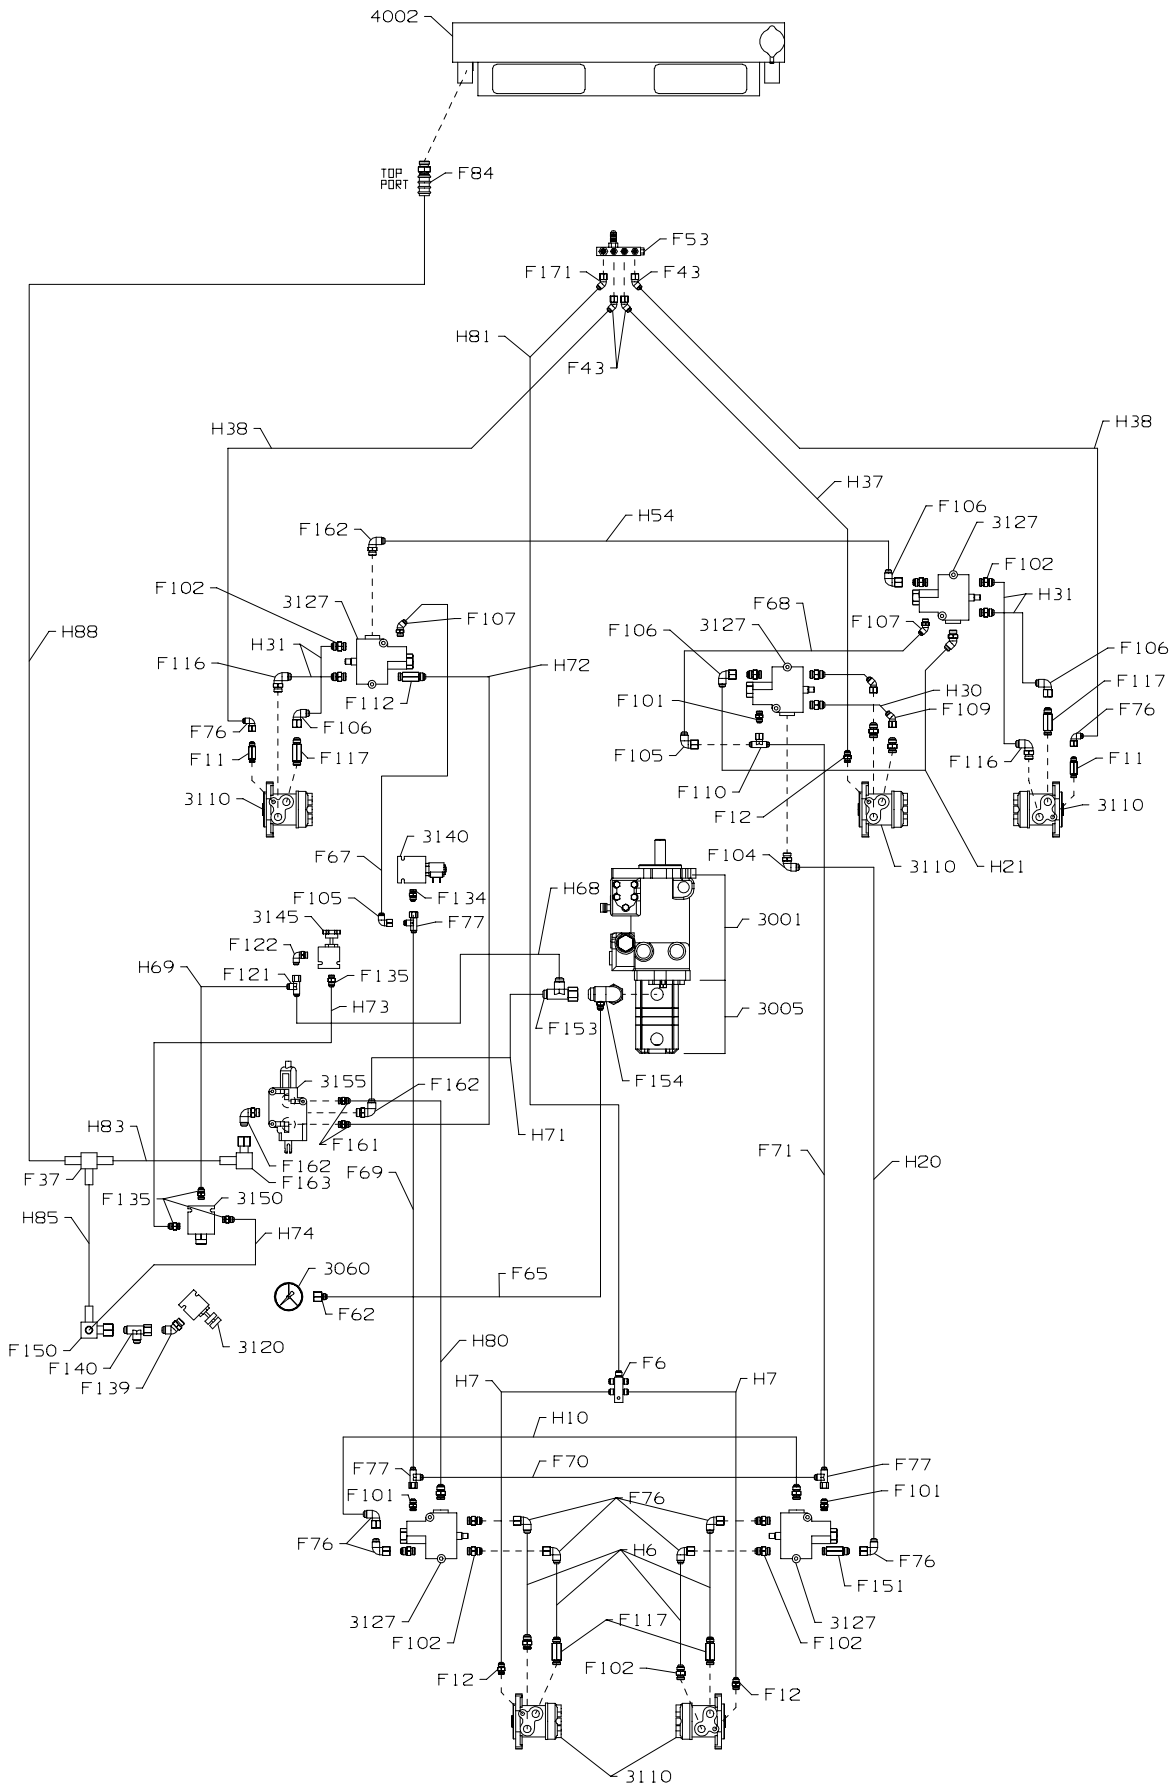 4002
TOP
PORT
F84
F53
F171
F43
H81
F43
H38
H38
H37
H54
F106
3127
F162
F102
F102
3127
F107
F68
H31
H88
H31
F107
F106
3127
H72
F116
F106
H30
F117
F112
F101
F109
F76
F76
F106
F11
F117
F105
F116
F11
3110
F110
F12
3110
3140
F67
F104
3110
H21
H68
F134
F105
3001
3145
F77
F122
H69
F121
F135
H73
3005
F153
F154
3155
F162
H83
H71
F161
F71
F162
F69
H20
F37
F163
F135
3150
H85
H74
3060
F65
F62
H80
F150
3120
F140
F6
F139
H7
H7
H10
F77
F70
F77
F101
F76
F101
F76
H6
F76
F151
3127
F117
3127
F102
F102
F12
F102
F12
3110